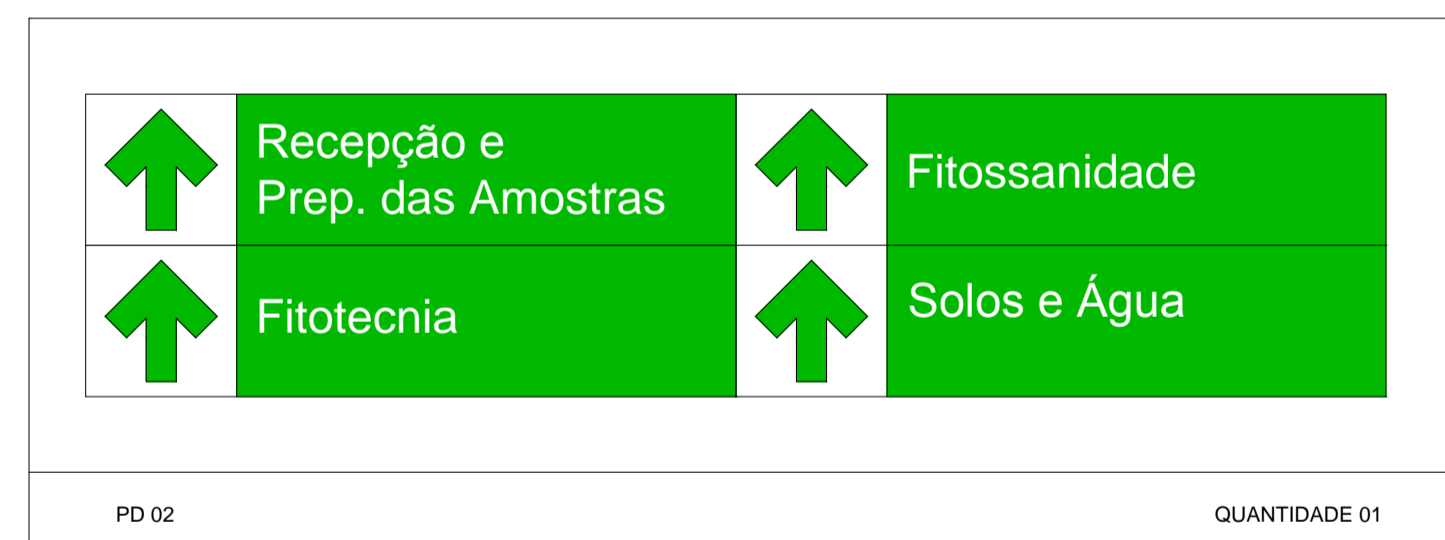 Recepção e
Prep. das Amostras
Fitossanidade
Fitotecnia
Solos e Água
PD 02
QUANTIDADE 01